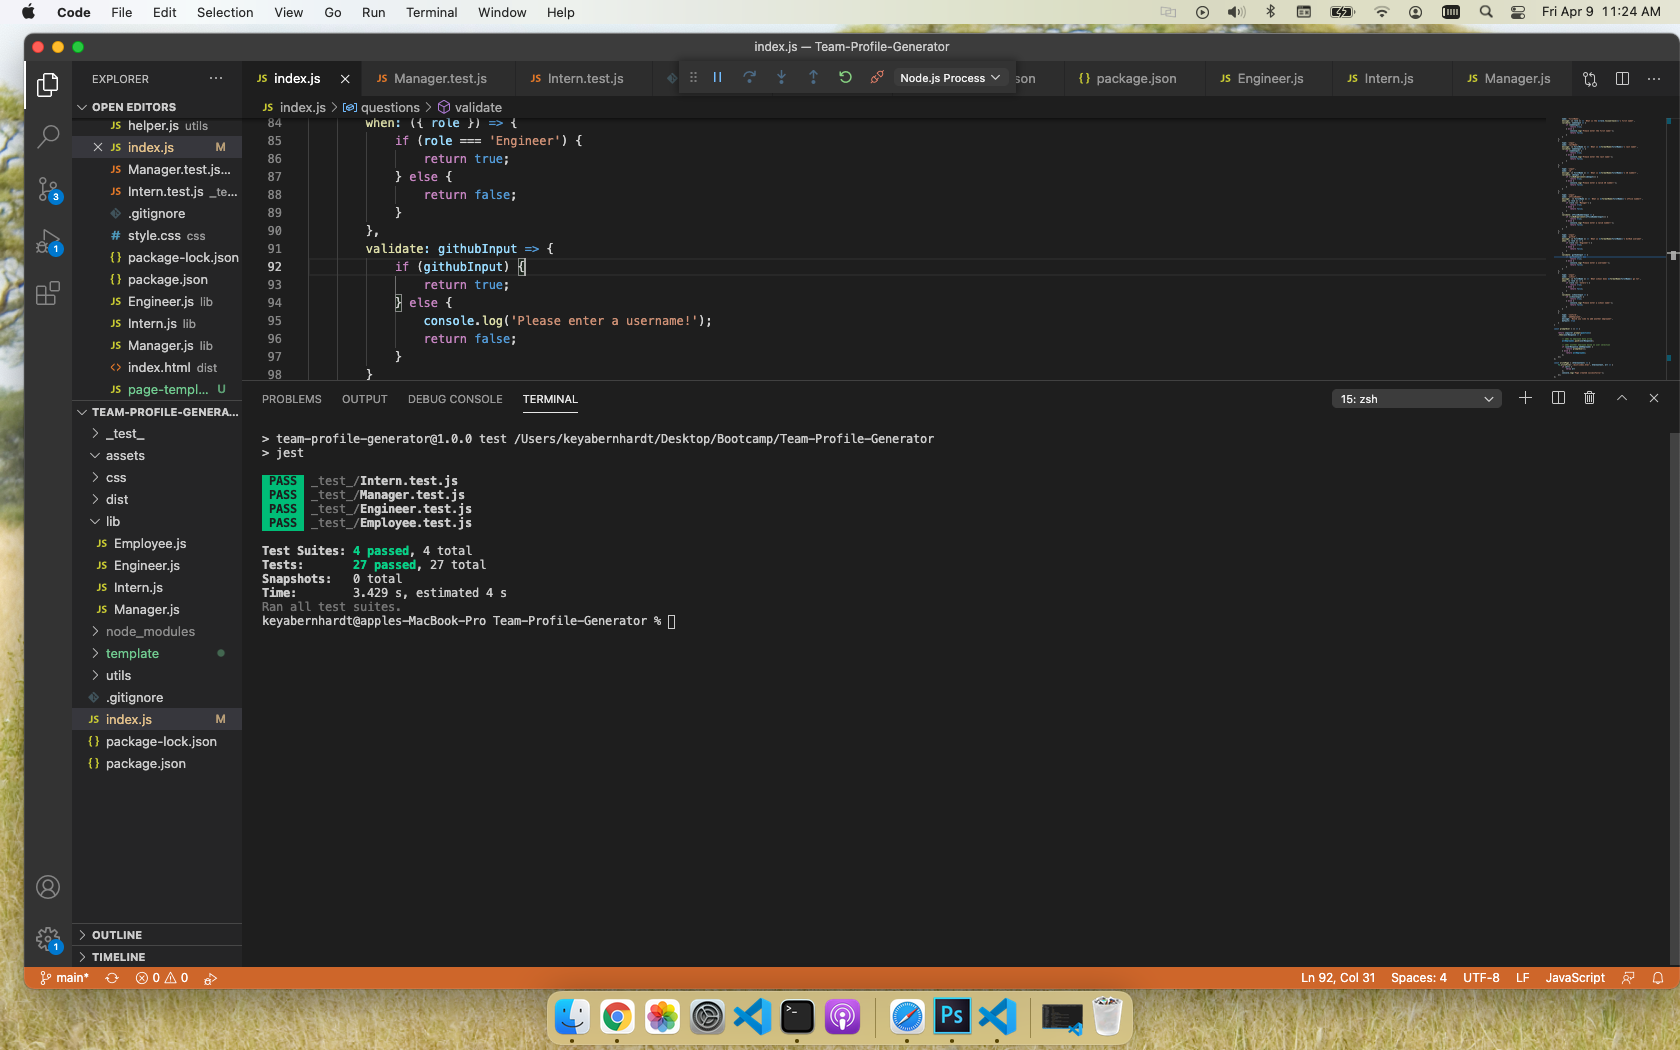 Code File Edit Selection View Go Run Terminal Window Help Fri Apr 9 11:24 AM
index.js — Team-Profile-Generator
EXPLORER
JS index.js
JS Manager.test.js
JS Intern.test.js
Node.js Process
son
{} package.json
JS Engineer.js
JS Intern.js
JS Manager.js
OPEN EDITORS
JS helper.js utils
JS index.js M
JS Manager.test.js...
JS Intern.test.js _te...
.gitignore
# style.css css
{} package-lock.json
{} package.json
JS Engineer.js lib
JS Intern.js lib
JS Manager.js lib
<> index.html dist
JS page-templ... U
TEAM-PROFILE-GENERA...
_test_
assets
css
dist
lib
JS Employee.js
JS Engineer.js
JS Intern.js
JS Manager.js
node_modules
template
utils
.gitignore
JS index.js M
{} package-lock.json
{} package.json
OUTLINE
TIMELINE
3
1
1
JS index.js > questions > validate
84 when: ({ role }) => {
85 if (role === 'Engineer') {
86 return true;
87 } else {
88 return false;
89 }
90 },
91 validate: githubInput => {
92 if (githubInput) {
93 return true;
94 } else {
95 console.log('Please enter a username!');
96 return false;
97 }
98 }
PROBLEMS OUTPUT DEBUG CONSOLE TERMINAL 15: zsh
> team-profile-generator@1.0.0 test /Users/keyabernhardt/Desktop/Bootcamp/Team-Profile-Generator
> jest
PASS _test_/Intern.test.js
PASS _test_/Manager.test.js
PASS _test_/Engineer.test.js
PASS _test_/Employee.test.js
Test Suites: 4 passed, 4 total
Tests: 27 passed, 27 total
Snapshots: 0 total
Time: 3.429 s, estimated 4 s
Ran all test suites.
keyabernhardt@apples-MacBook-Pro Team-Profile-Generator %
main* 0 0 Ln 92, Col 31 Spaces: 4 UTF-8 LF JavaScript
Ps